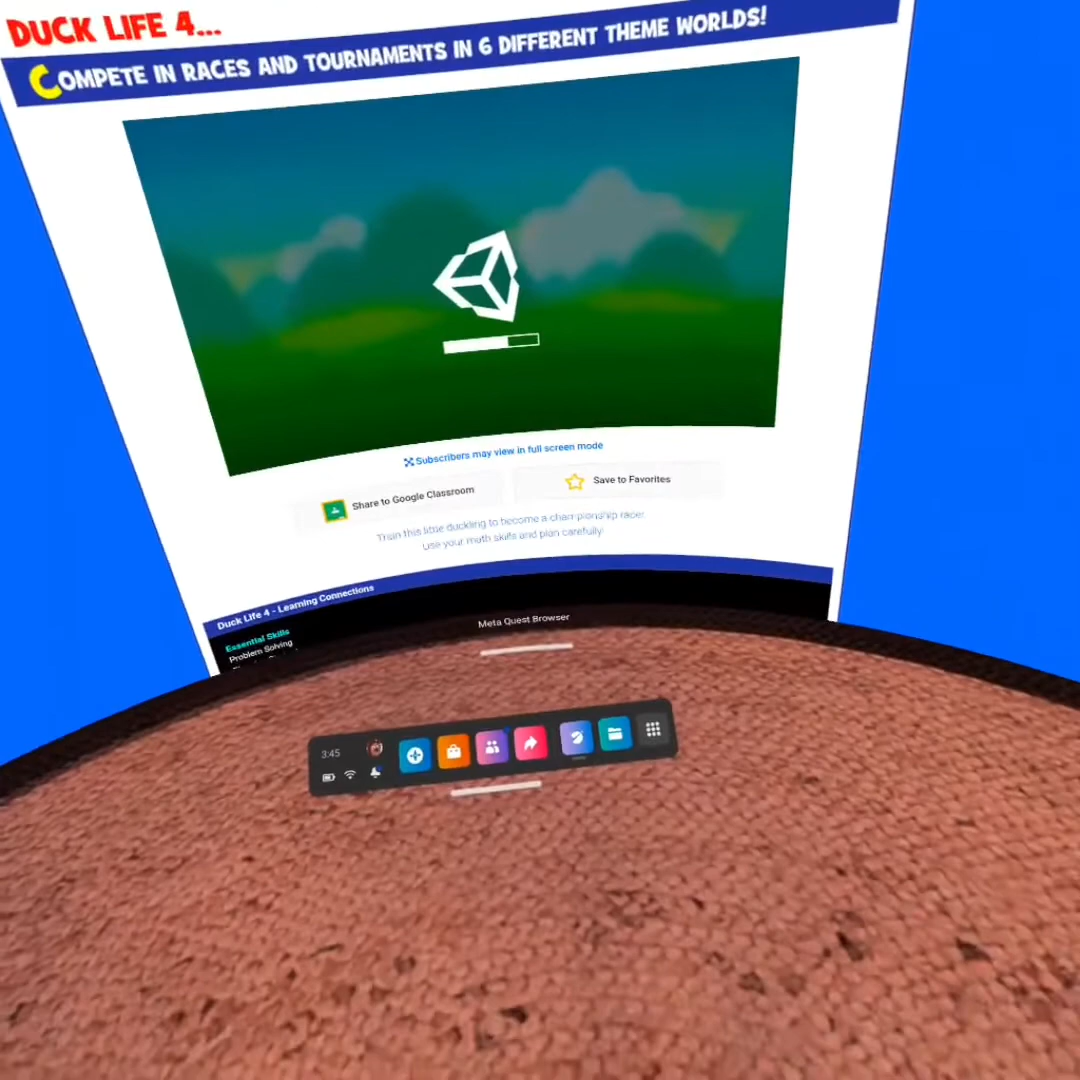 DUCK LIFE 4...
COMPETE IN RACES AND TOURNAMENTS IN 6 DIFFERENT THEME WORLDS!
Subscribers may view in full screen mode
Share to Google Classroom
Save to Favorites
Train this little duckling to become a championship racer.
Use your math skills and plan carefully
Duck Life 4 - Learning Connections
Essential Skills
Problem Solving
Meta Quest Browser
3:45